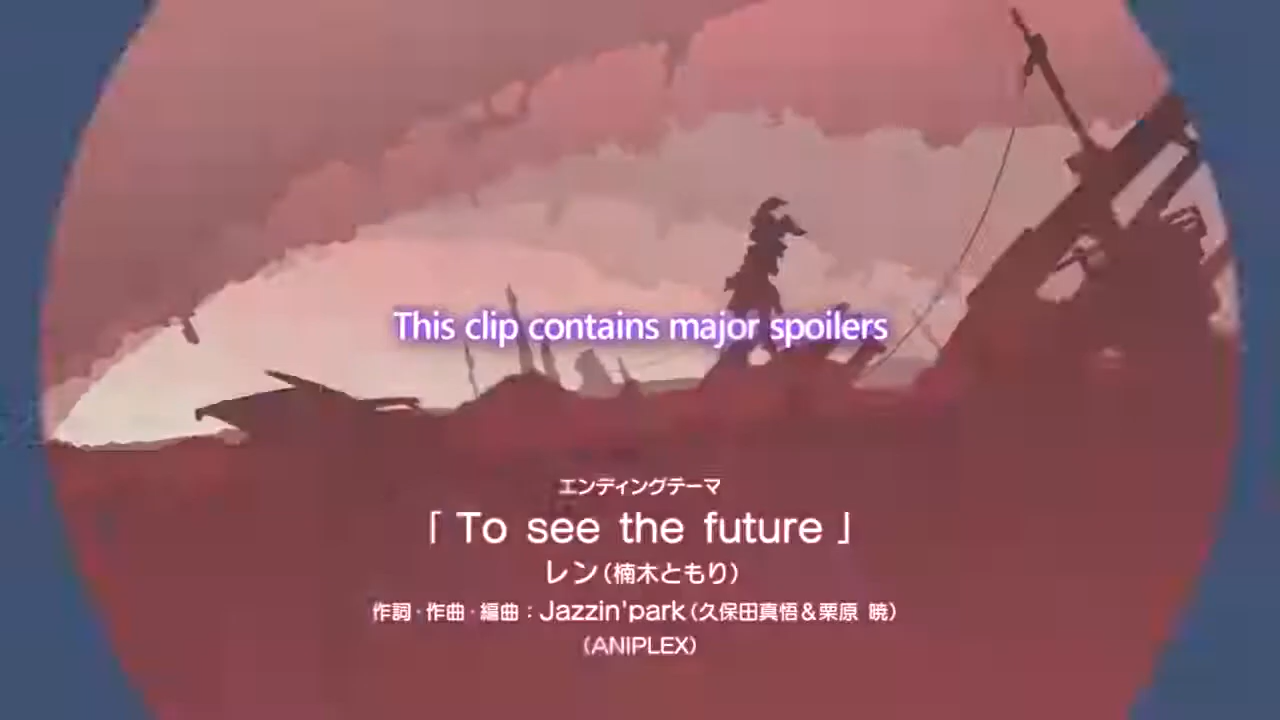 This clip contains major spoilers
エンディングテーマ
「 To see the future 」
レン(楠木ともり)
作詞・作曲・編曲：Jazzin'park(久保田真悟＆栗原 暁)
(ANIPLEX)